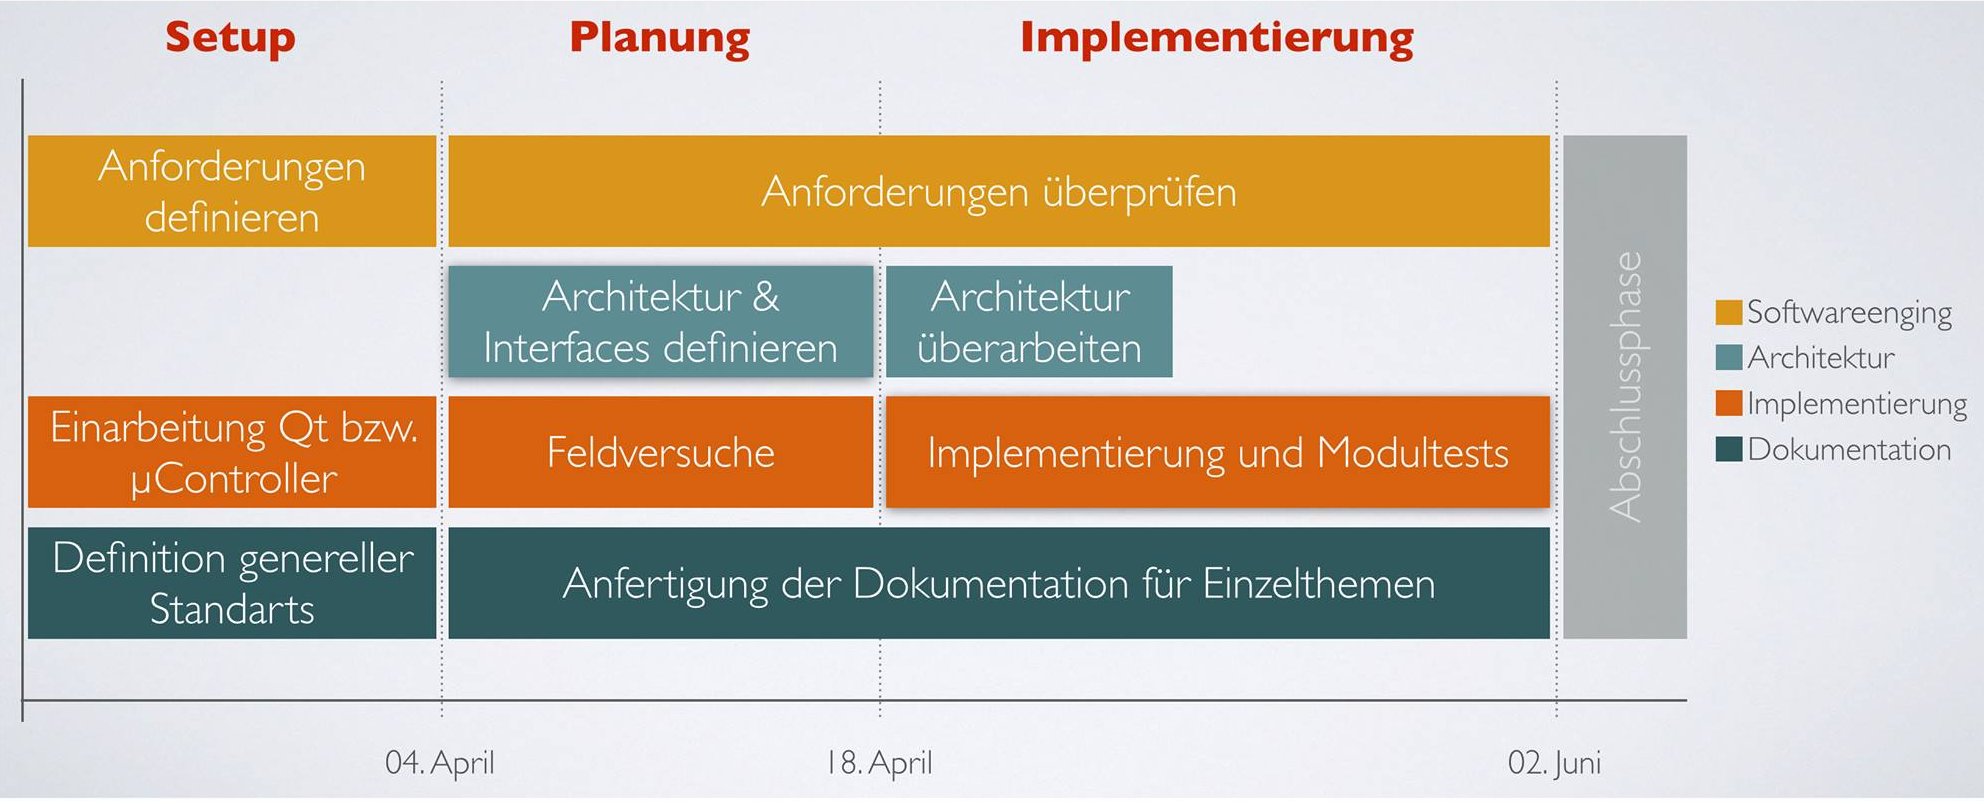 Setup
Planung
Implementierung
Anforderungen
definieren
Anforderungen überprüfen
Architektur &
Interfaces definieren
Architektur
überarbeiten
Einarbeitung Qt bzw.
µController
Feldversuche
Implementierung und Modultests
Definition genereller
Standarts
Anfertigung der Dokumentation für Einzelthemen
Abschlussphase
Softwareenging
Architektur
Implementierung
Dokumentation
04. April
18. April
02. Juni